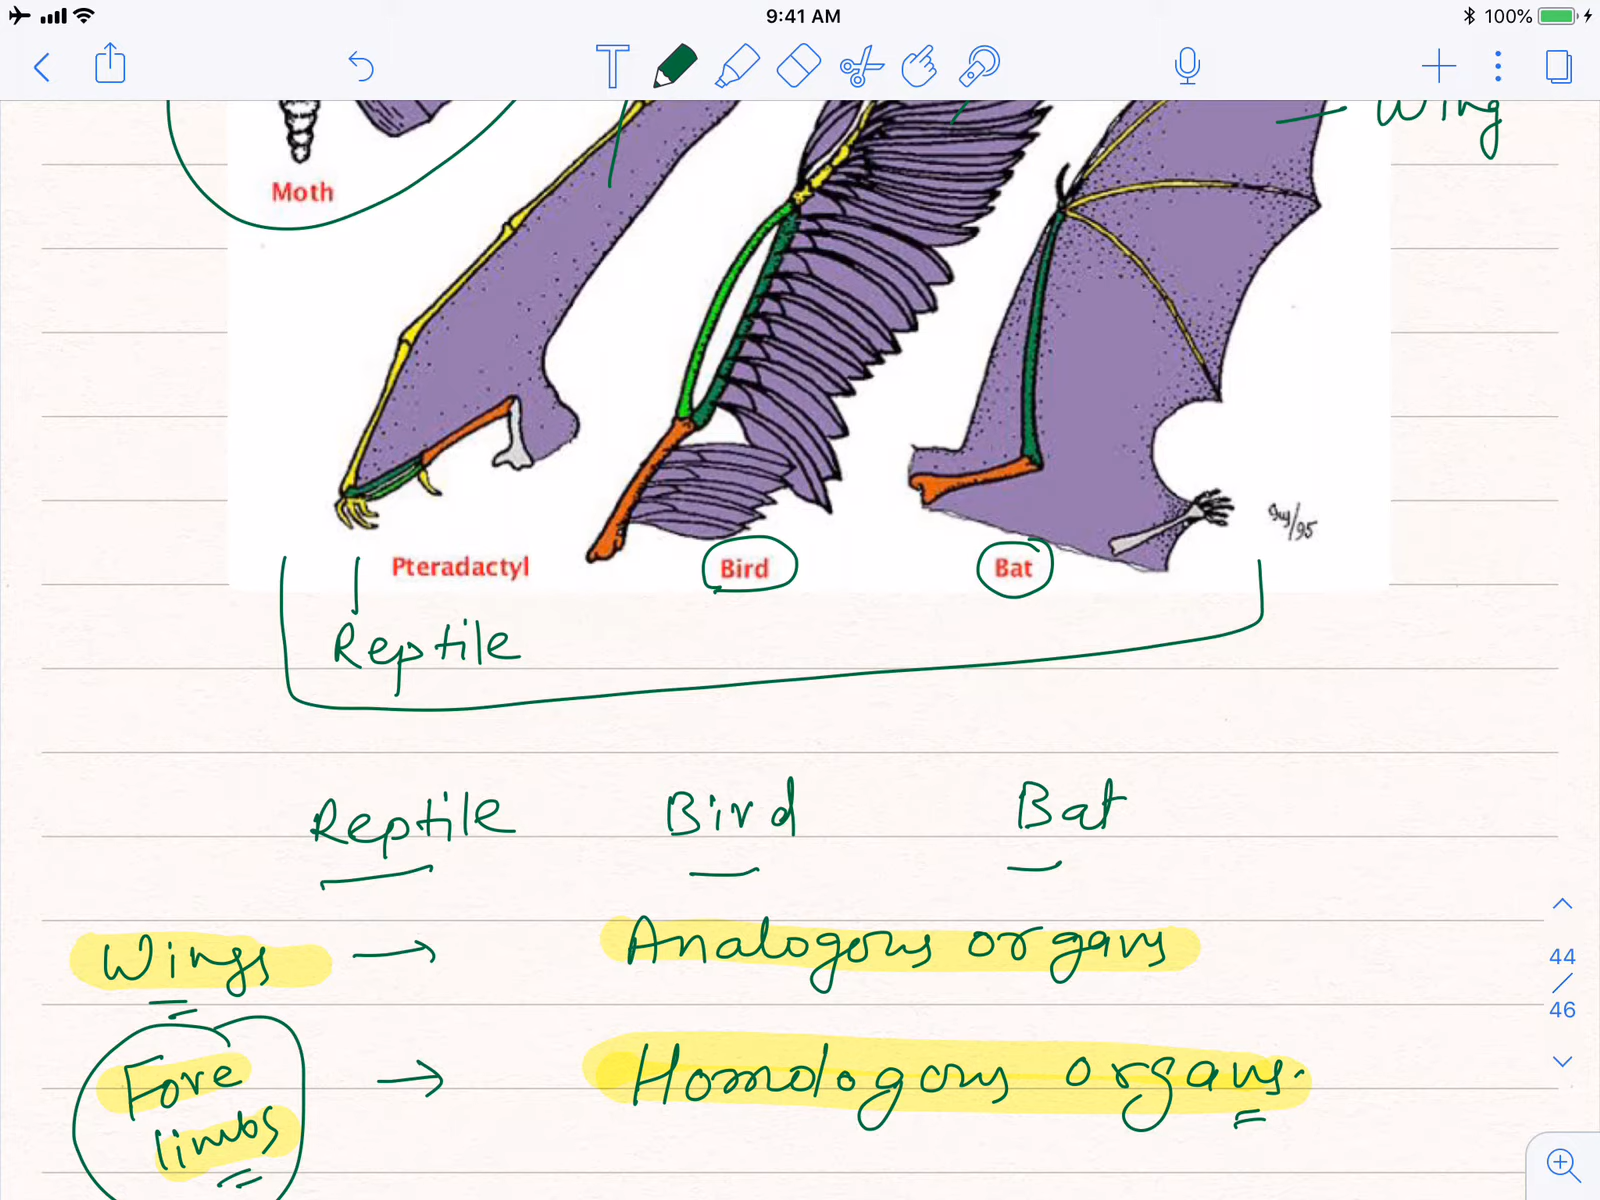 9:41 AM
100%
T
Wing
Moth
Pteradactyl
Bird
Bat
Reptile
Reptile Bird Bat
Wings → Analogous organs
Fore → Homologous organs.
limbs
44
/
46